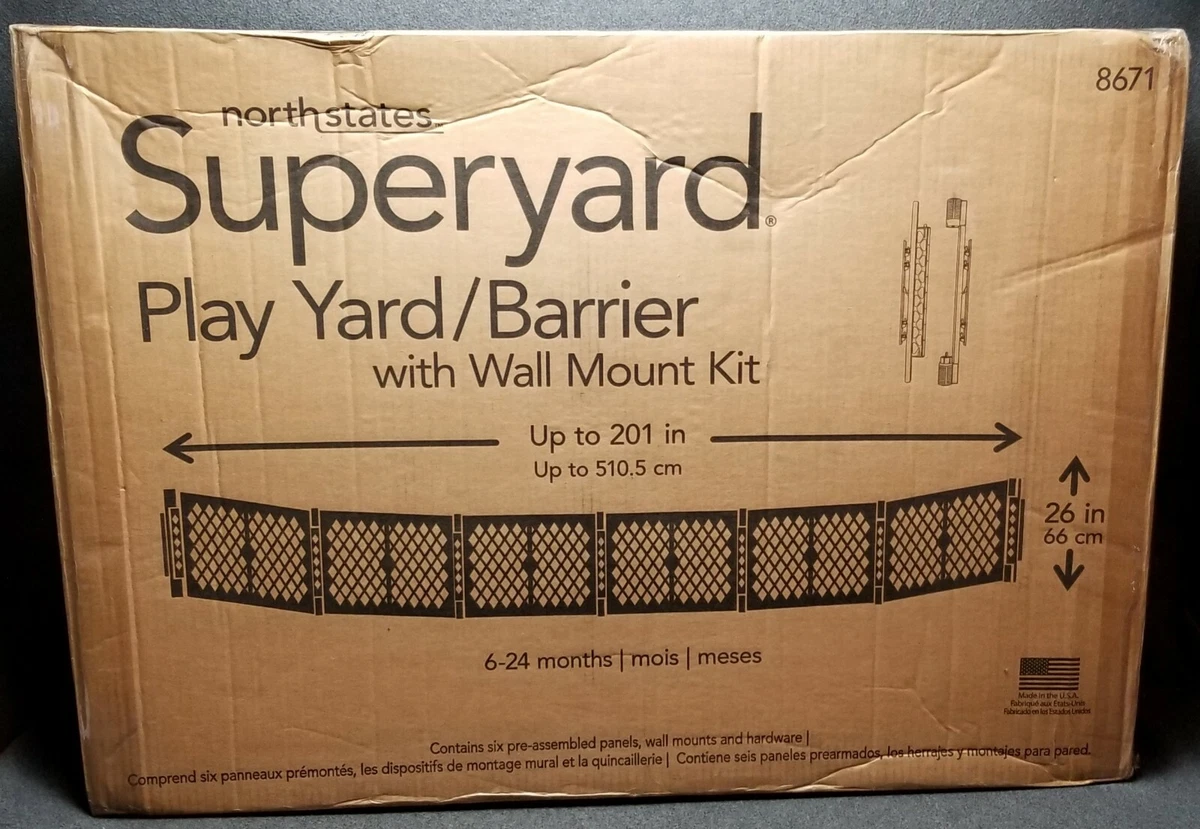 8671
northstates™
Superyard®
Play Yard/Barrier
with Wall Mount Kit
Up to 201 in
Up to 510.5 cm
26 in
66 cm
6-24 months | mois | meses
Made in the U.S.A.
Fabriqué aux États-Unis
Fabricado en los Estados Unidos
Contains six pre-assembled panels, wall mounts and hardware |
Comprend six panneaux prémontés, les dispositifs de montage mural et la quincaillerie | Contiene seis paneles prearmados, los herrajes y montajes para pared.